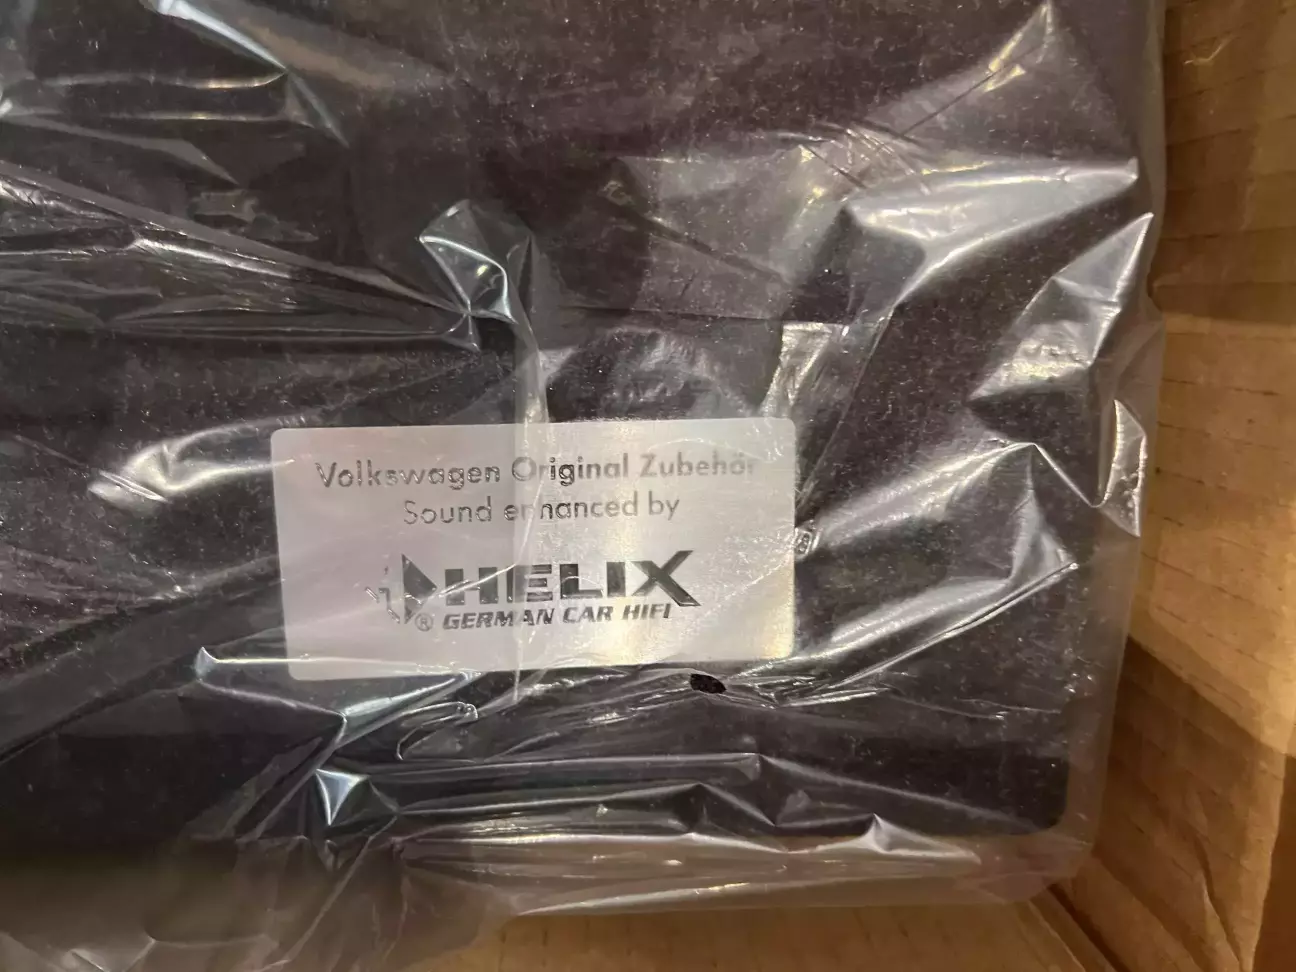 Volkswagen Original Zubehör
Sound enhanced by
HELIX
® GERMAN CAR HIFI